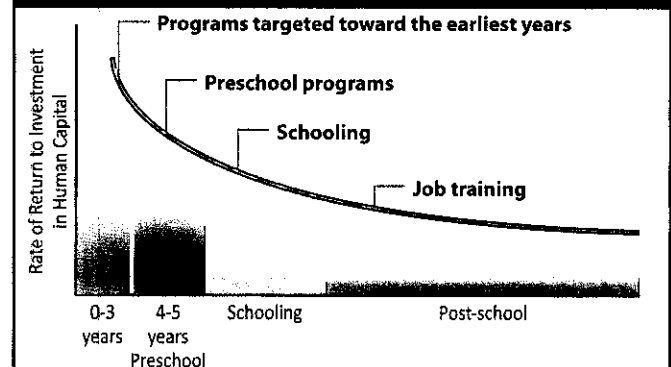 Programs targeted toward the earliest years
Preschool programs
Schooling
Job training
Rate of Return to Investment
in Human Capital
0-3
years
4-5
years
Preschool
Schooling
Post-school